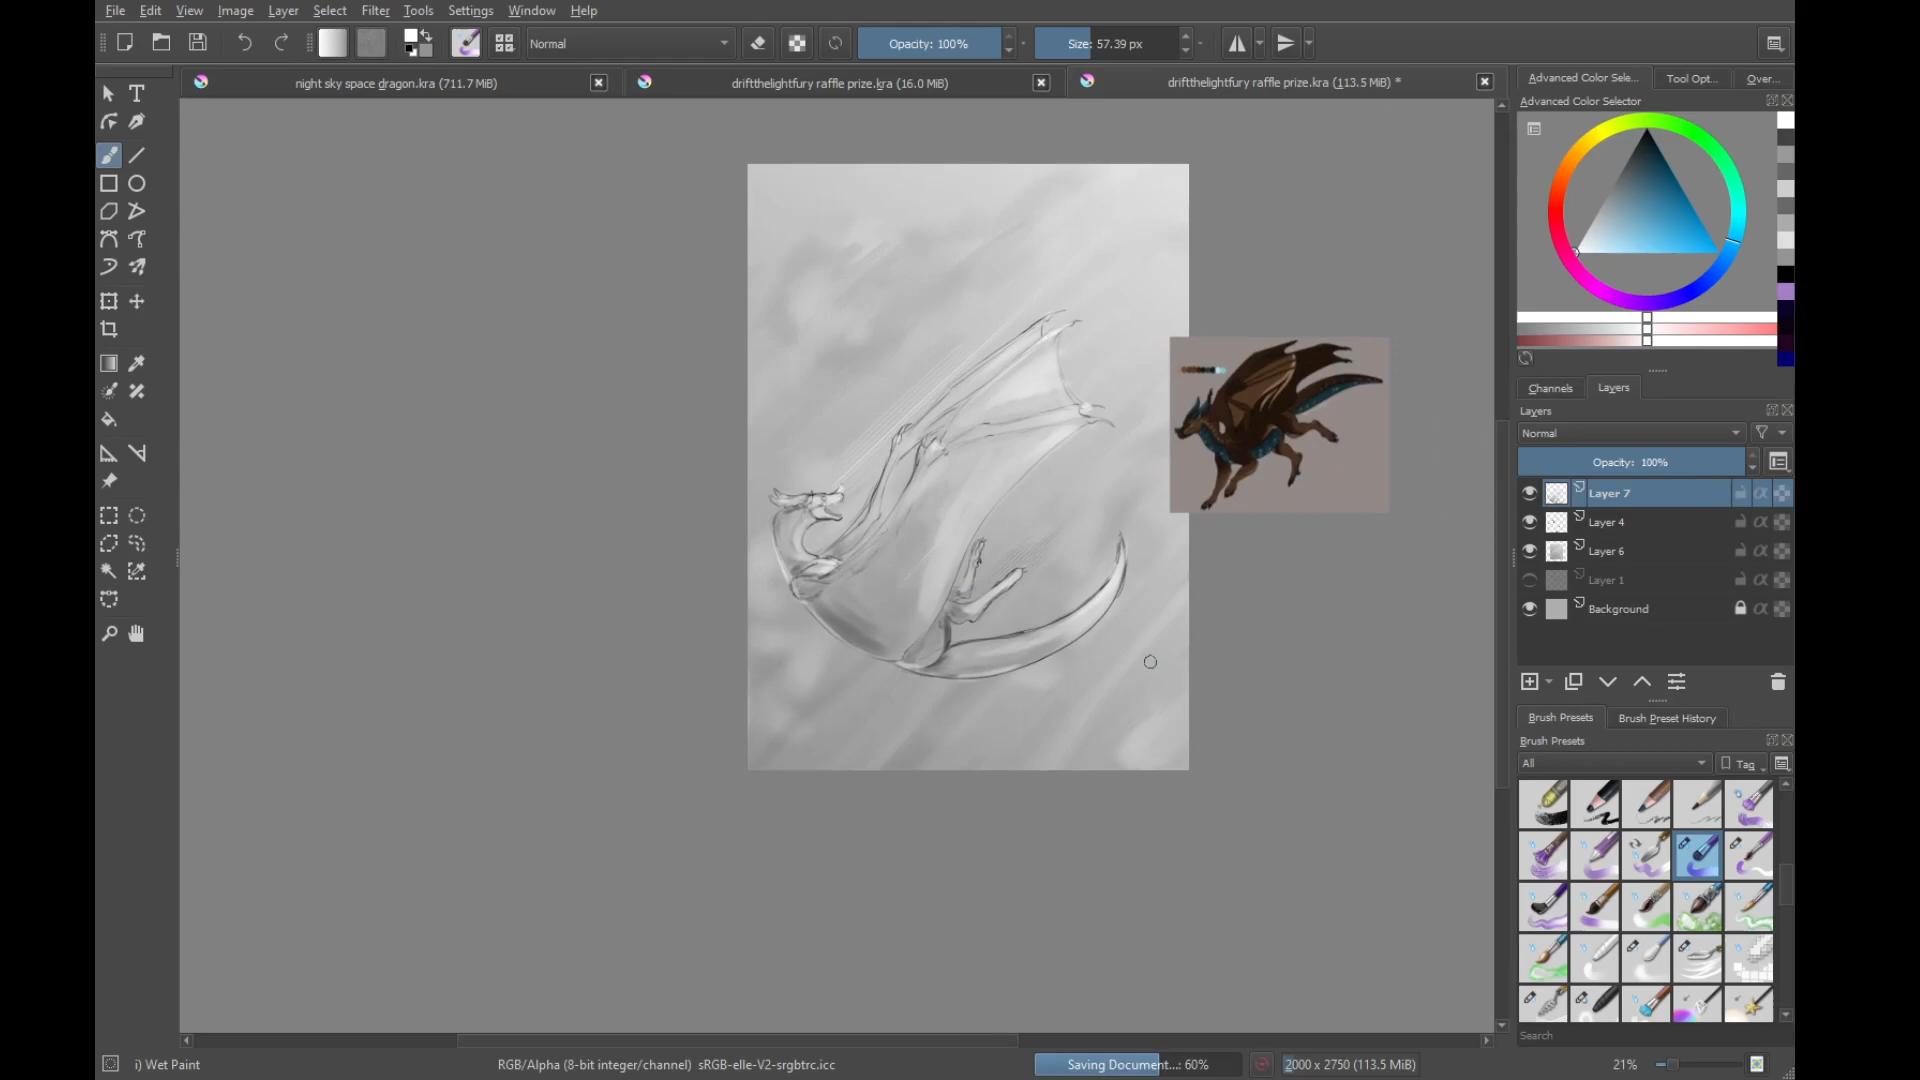 File Edit View Image Layer Select Filter Tools Settings Window Help
Normal
Opacity: 100%
Size: 57.39 px
night sky space dragon.kra (711.7 MiB)
driftthelightfury raffle prize.kra (16.0 MiB)
driftthelightfury raffle prize.kra (113.5 MiB) *
Advanced Color Sele... Tool Opt... Over...
Advanced Color Selector
Channels Layers
Layers
Normal
Opacity: 100%
Layer 7
Layer 4
Layer 6
Layer 1
Background
Brush Presets Brush Preset History
Brush Presets
All
Tag
Search
i) Wet Paint
RGB/Alpha (8-bit integer/channel) sRGB-elle-V2-srgbtrc.icc
Saving Document...: 60%
2000 x 2750 (113.5 MiB)
21%